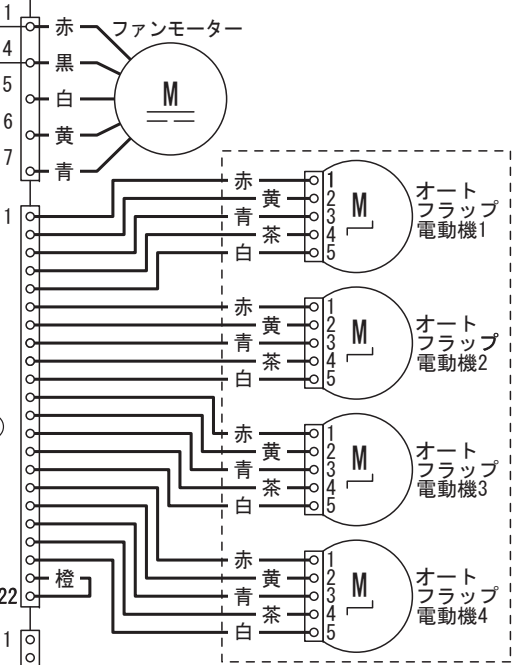 1
赤
ファンモーター
4
黒
5
白
M
6
黄
7
青
1
赤 1
黄 2
青 3
茶 4
白 5
M
オート
フラップ
電動機1
赤 1
黄 2
青 3
茶 4
白 5
M
オート
フラップ
電動機2
赤 1
黄 2
青 3
茶 4
白 5
M
オート
フラップ
電動機3
赤 1
黄 2
青 3
茶 4
白 5
M
オート
フラップ
電動機4
橙
22
1